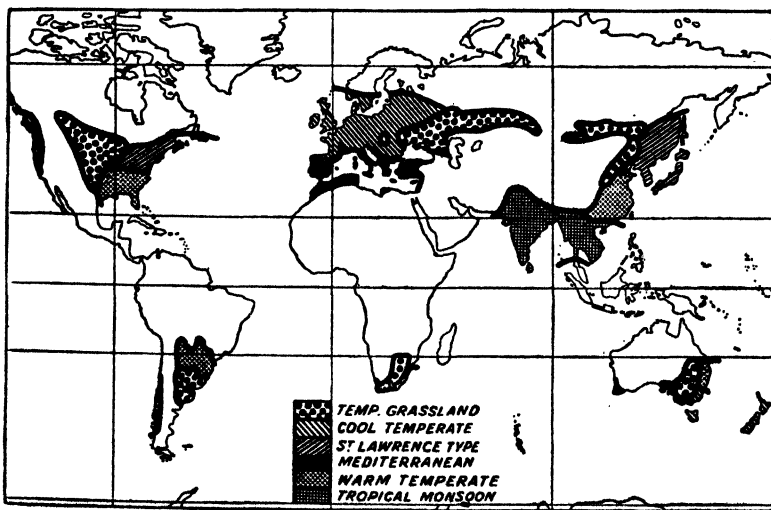 TEMP. GRASSLAND
COOL TEMPERATE
ST LAWRENCE TYPE
MEDITERRANEAN
WARM TEMPERATE
TROPICAL MONSOON